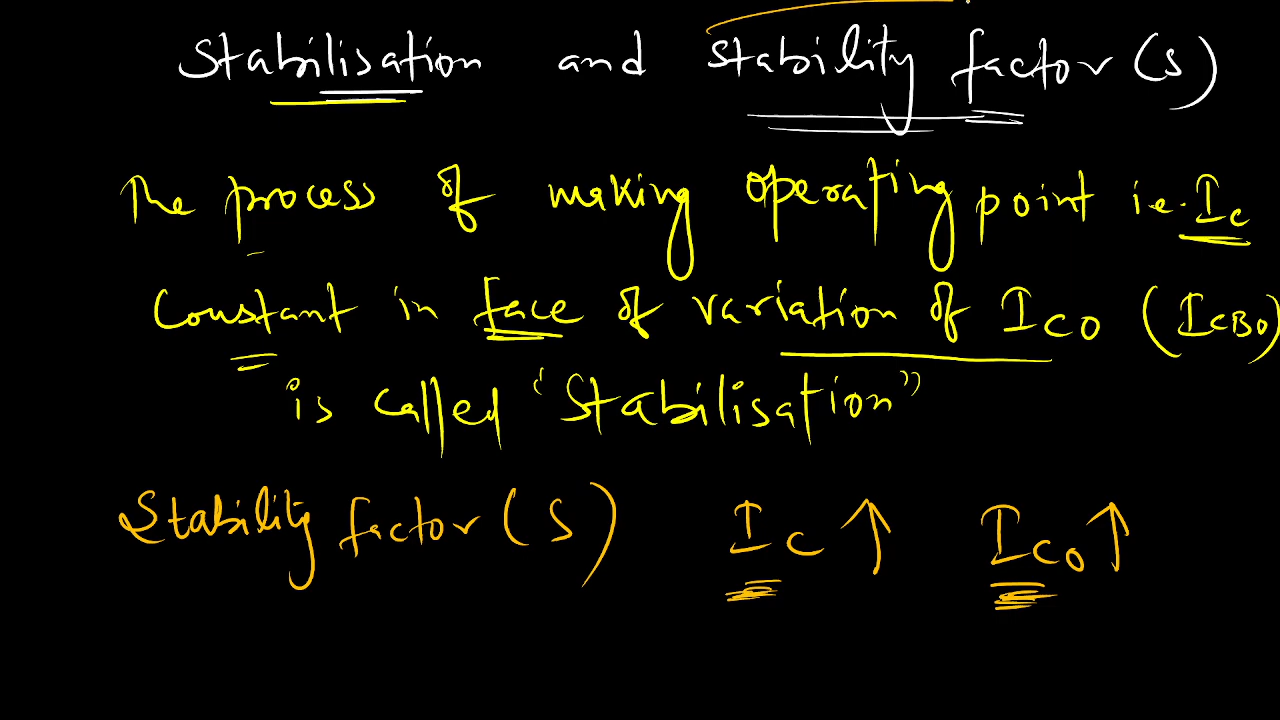 Stabilisation and stability factor (s)
The process of making operating point i.e. Ic
Constant in face of variation of ICO (ICBO)
is called "Stabilisation"
Stability factor (S) Ic ↑ Ico ↑